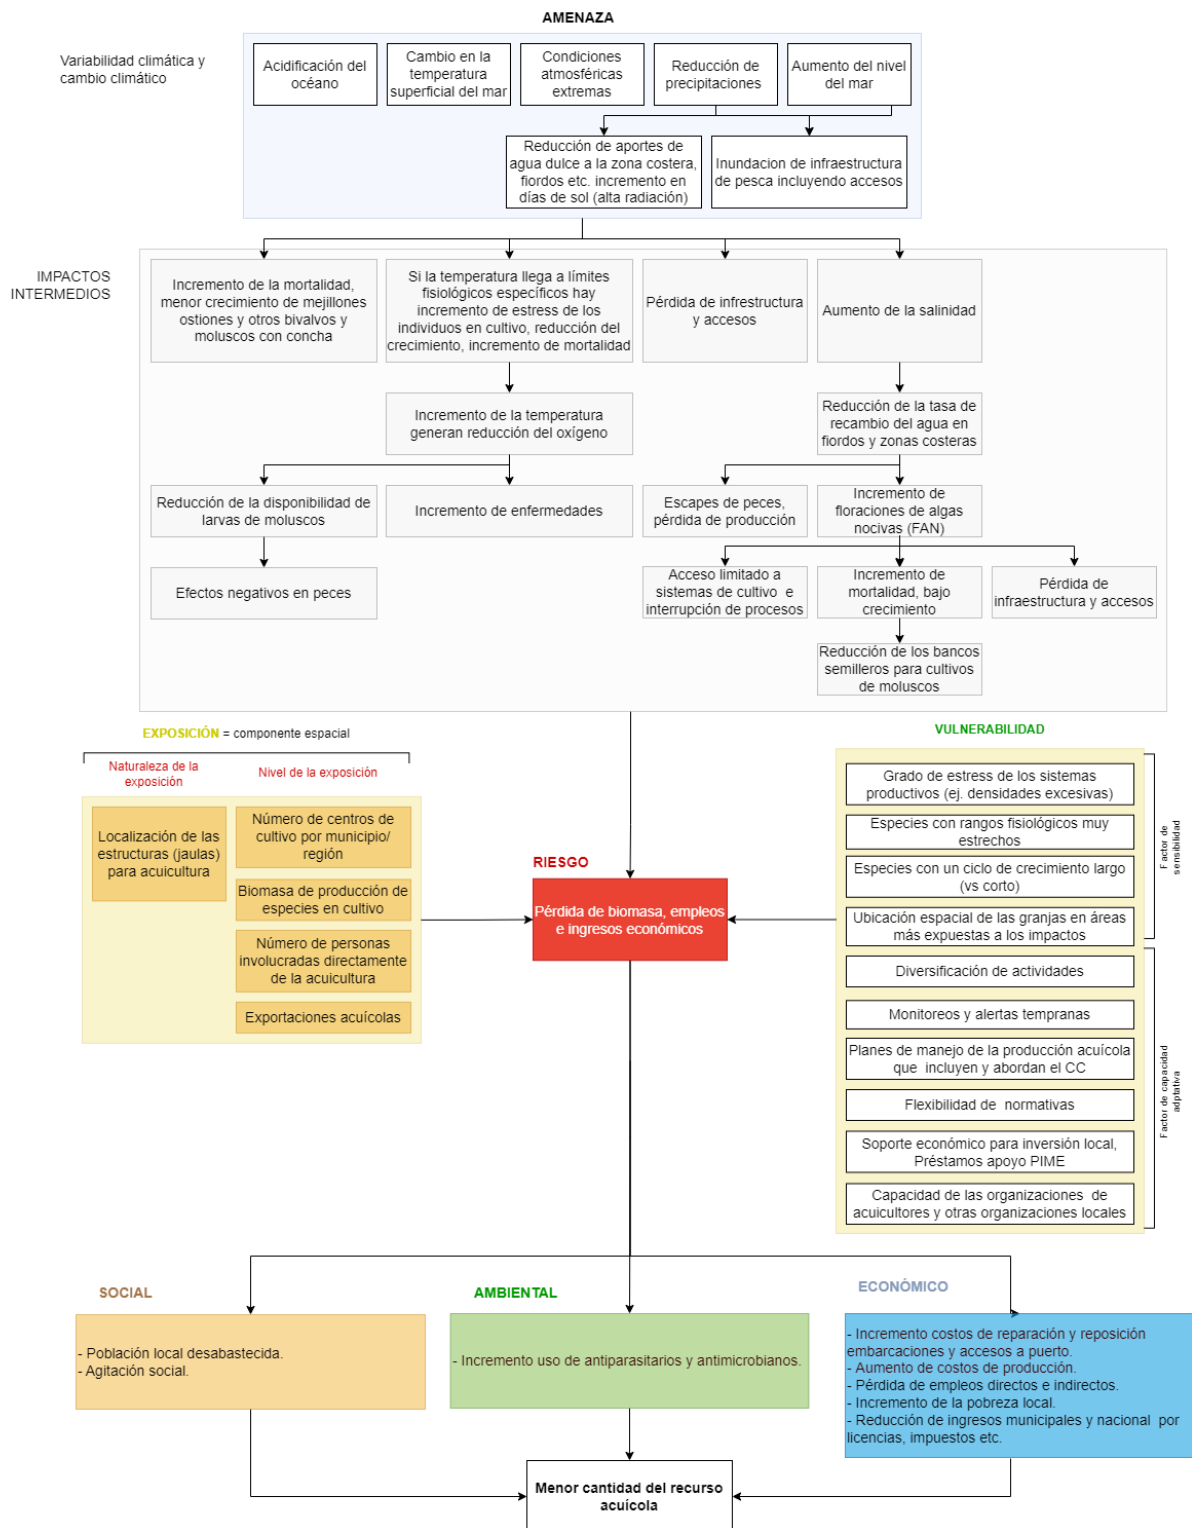 AMENAZA
Variabilidad climática y
cambio climático
Acidificación del
océano
Cambio en la
temperatura
superficial del mar
Condiciones
atmosféricas
extremas
Reducción de
precipitaciones
Aumento del nivel
del mar
Reducción de aportes de
agua dulce a la zona costera,
fiordos etc. incremento en
días de sol (alta radiación)
Inundacion de infraestructura
de pesca incluyendo accesos
IMPACTOS
INTERMEDIOS
Incremento de la mortalidad,
menor crecimiento de mejillones
ostiones y otros bivalvos y
moluscos con concha
Si la temperatura llega a límites
fisiológicos específicos hay
incremento de estress de los
individuos en cultivo, reducción del
crecimiento, incremento de mortalidad
Pérdida de infrestructura
y accesos
Aumento de la salinidad
Incremento de la temperatura
generan reducción del oxígeno
Reducción de la tasa de
recambio del agua en
fiordos y zonas costeras
Reducción de la disponibilidad de
larvas de moluscos
Incremento de enfermedades
Escapes de peces,
pérdida de producción
Incremento de
floraciones de algas
nocivas (FAN)
Efectos negativos en peces
Acceso limitado a
sistemas de cultivo e
interrupción de procesos
Incremento de
mortalidad, bajo
crecimiento
Pérdida de
infraestructura y accesos
Reducción de los bancos
semilleros para cultivos
de moluscos
EXPOSICIÓN = componente espacial
Naturaleza de la
exposición
Nivel de la exposición
Localización de las
estructuras (jaulas)
para acuicultura
Número de centros de
cultivo por municipio/
región
Biomasa de producción de
especies en cultivo
Número de personas
involucradas directamente
de la acuicultura
Exportaciones acuícolas
RIESGO
Pérdida de biomasa, empleos
e ingresos económicos
VULNERABILIDAD
Grado de estress de los sistemas
productivos (ej. densidades excesivas)
Especies con rangos fisiológicos muy
estrechos
Especies con un ciclo de crecimiento largo
(vs corto)
Ubicación espacial de las granjas en áreas
más expuestas a los impactos
Factor de
sensibilidad
Diversificación de actividades
Monitoreos y alertas tempranas
Planes de manejo de la producción acuícola
que incluyen y abordan el CC
Flexibilidad de normativas
Soporte económico para inversión local,
Préstamos apoyo PIME
Capacidad de las organizaciones de
acuicultores y otras organizaciones locales
Factor de capacidad
adptativa
SOCIAL
- Población local desabastecida.
- Agitación social.
AMBIENTAL
- Incremento uso de antiparasitarios y antimicrobianos.
ECONÓMICO
- Incremento costos de reparación y reposición
embarcaciones y accesos a puerto.
- Aumento de costos de producción.
- Pérdida de empleos directos e indirectos.
- Incremento de la pobreza local.
- Reducción de ingresos municipales y nacional por
licencias, impuestos etc.
Menor cantidad del recurso
acuícola